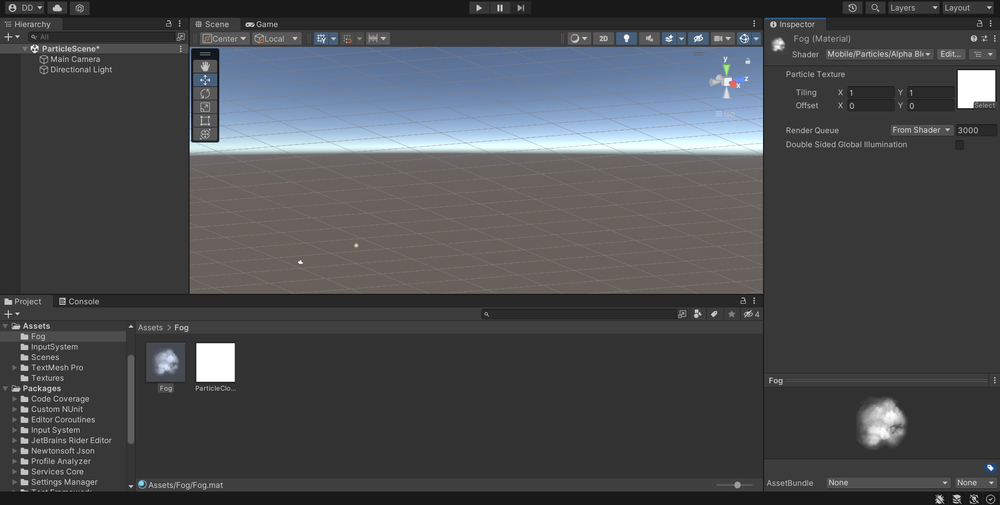 DD
Layers
Layout
Hierarchy
Scene
Game
Inspector
All
Center
Local
2D
Fog (Material)
Shader
Mobile/Particles/Alpha Ble
Edit...
ParticleScene*
Main Camera
Directional Light
y
z
x
Iso
Particle Texture
Tiling
X
1
Y
1
Offset
X
0
Y
0
Select
Render Queue
From Shader
3000
Double Sided Global Illumination
Project
Console
4
Assets
Fog
InputSystem
Scenes
TextMesh Pro
Textures
Packages
Code Coverage
Custom NUnit
Editor Coroutines
Input System
JetBrains Rider Editor
Newtonsoft Json
Profile Analyzer
Services Core
Settings Manager
Assets > Fog
Fog
ParticleClo...
Assets/Fog/Fog.mat
Fog
AssetBundle
None
None